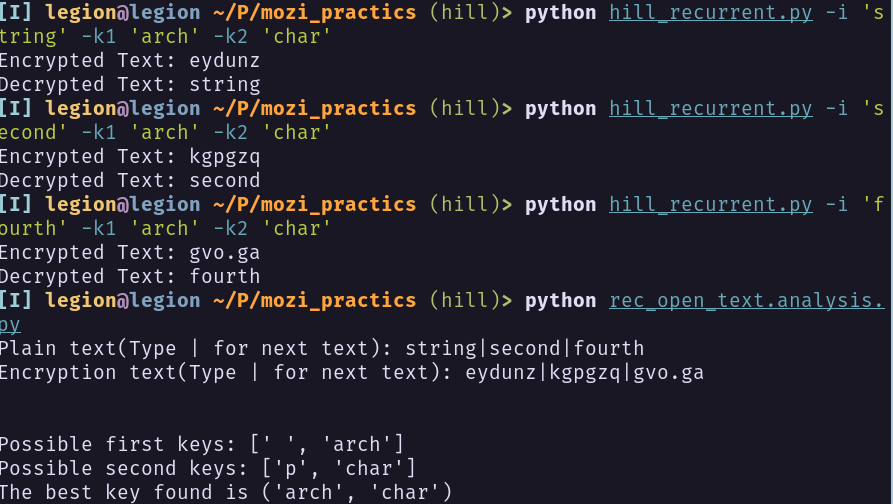 [I] legion@legion ~/P/mozi_practics (hill)> python hill_recurrent.py -i 's
tring' -k1 'arch' -k2 'char'
Encrypted Text: eydunz
Decrypted Text: string
[I] legion@legion ~/P/mozi_practics (hill)> python hill_recurrent.py -i 's
econd' -k1 'arch' -k2 'char'
Encrypted Text: kgpgzq
Decrypted Text: second
[I] legion@legion ~/P/mozi_practics (hill)> python hill_recurrent.py -i 'f
ourth' -k1 'arch' -k2 'char'
Encrypted Text: gvo.ga
Decrypted Text: fourth
[I] legion@legion ~/P/mozi_practics (hill)> python rec_open_text.analysis.
py
Plain text(Type | for next text): string|second|fourth
Encryption text(Type | for next text): eydunz|kgpgzq|gvo.ga
Possible first keys: [' ', 'arch']
Possible second keys: ['p', 'char']
The best key found is ('arch', 'char')